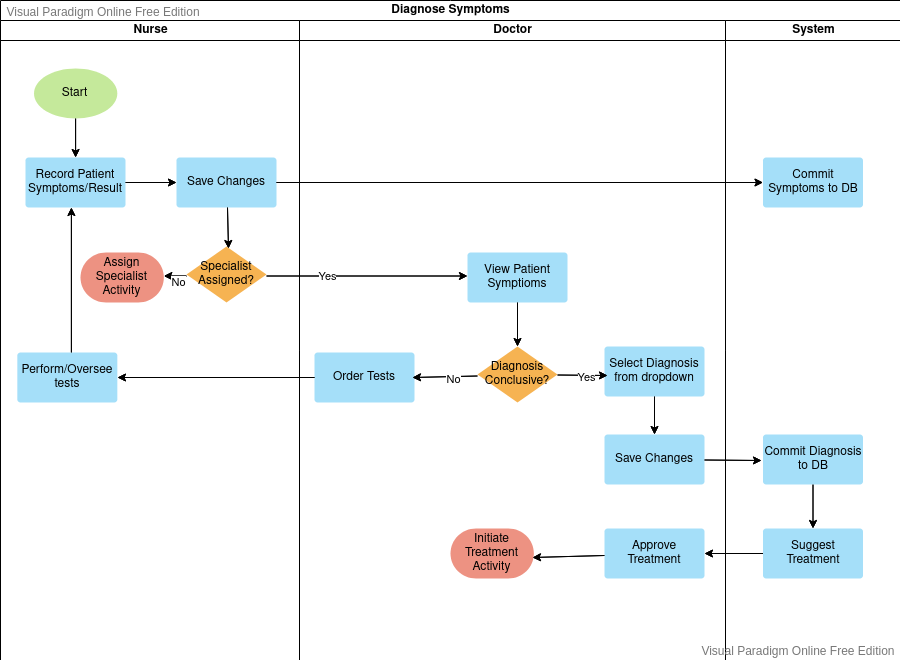 Visual Paradigm Online Free Edition
Diagnose Symptoms
Nurse
Doctor
System
Start
Record Patient
Symptoms/Result
Save Changes
Commit
Symptoms to DB
Assign
Specialist
Activity
No
Specialist
Assigned?
Yes
View Patient
Symptioms
Perform/Oversee
tests
Order Tests
No
Diagnosis
Conclusive?
Yes
Select Diagnosis
from dropdown
Save Changes
Commit Diagnosis
to DB
Initiate
Treatment
Activity
Approve
Treatment
Suggest
Treatment
Visual Paradigm Online Free Edition